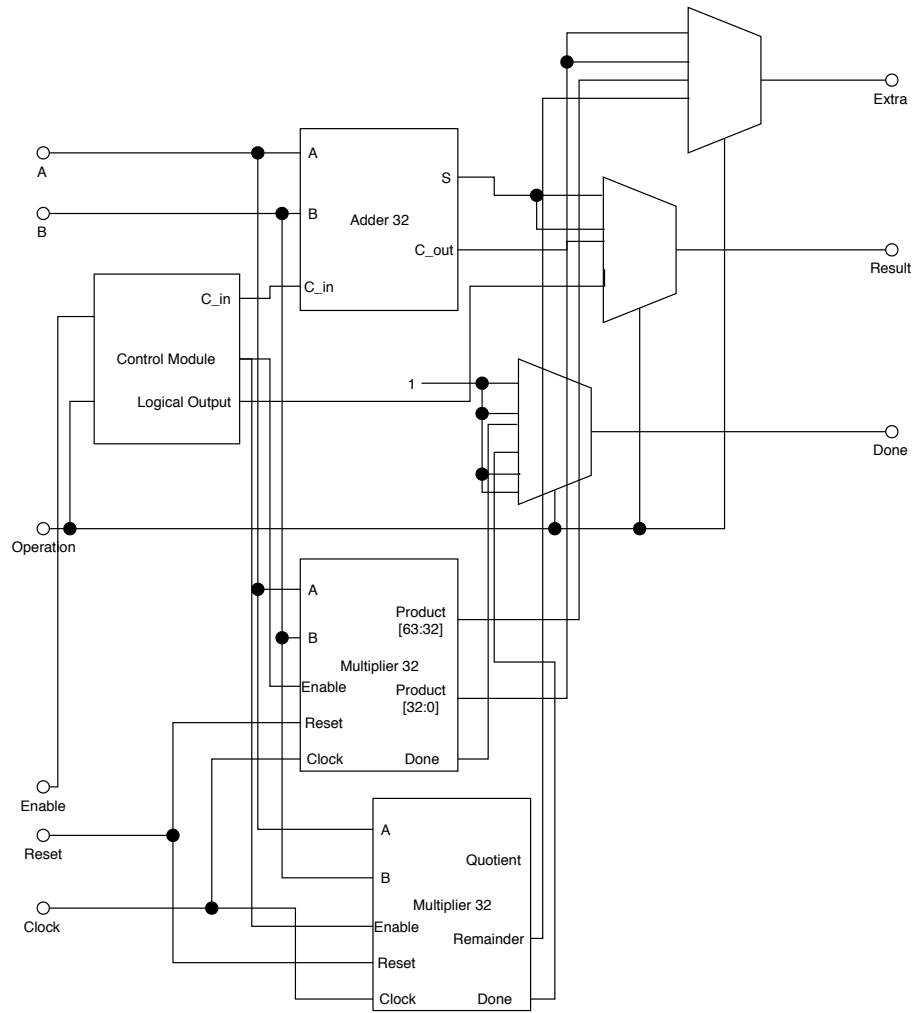 Extra
A
A
S
B
B
Adder 32
C_out
Result
C_in
C_in
Control Module
1
Logical Output
Done
Operation
A
Product
[63:32]
B
Multiplier 32
Enable
Product
[32:0]
Reset
Clock
Done
Enable
A
Reset
Quotient
B
Multiplier 32
Clock
Enable
Remainder
Reset
Clock
Done